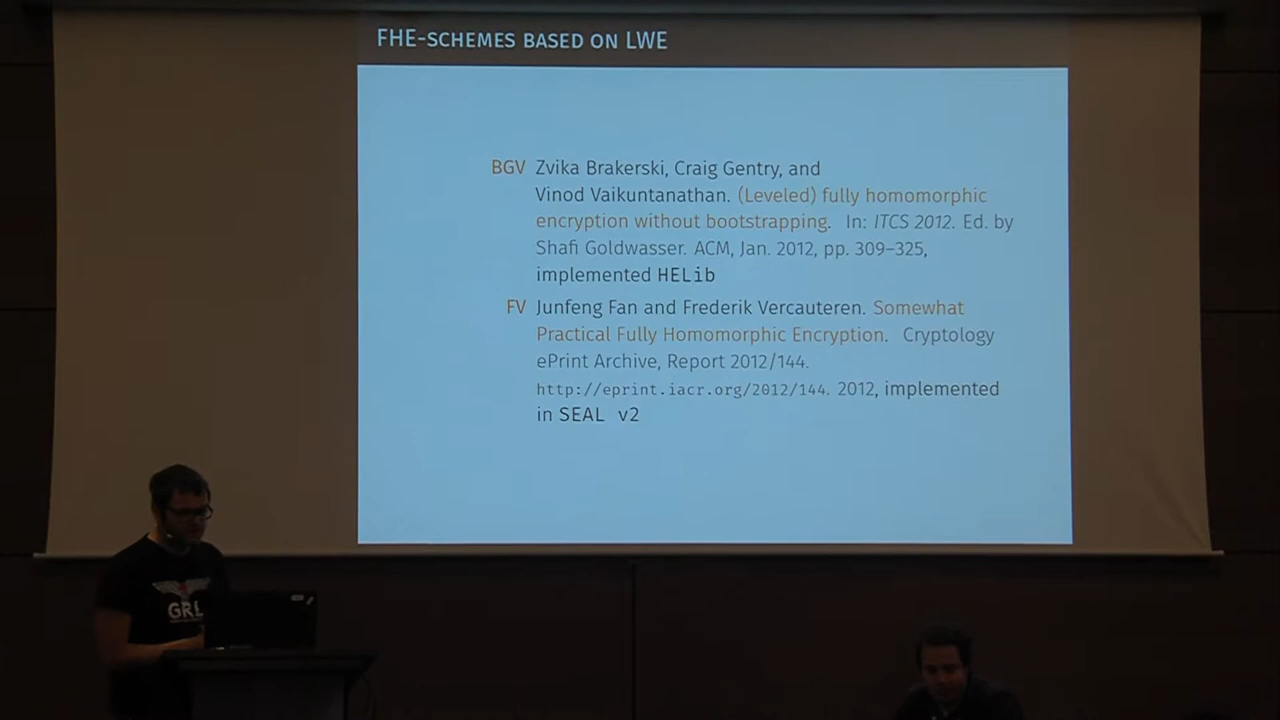 FHE-SCHEMES BASED ON LWE
BGV Zvika Brakerski, Craig Gentry, and
Vinod Vaikuntanathan. (Leveled) fully homomorphic
encryption without bootstrapping. In: ITCS 2012. Ed. by
Shafi Goldwasser. ACM, Jan. 2012, pp. 309–325,
implemented HELib
FV Junfeng Fan and Frederik Vercauteren. Somewhat
Practical Fully Homomorphic Encryption. Cryptology
ePrint Archive, Report 2012/144.
http://eprint.iacr.org/2012/144. 2012, implemented
in SEAL v2